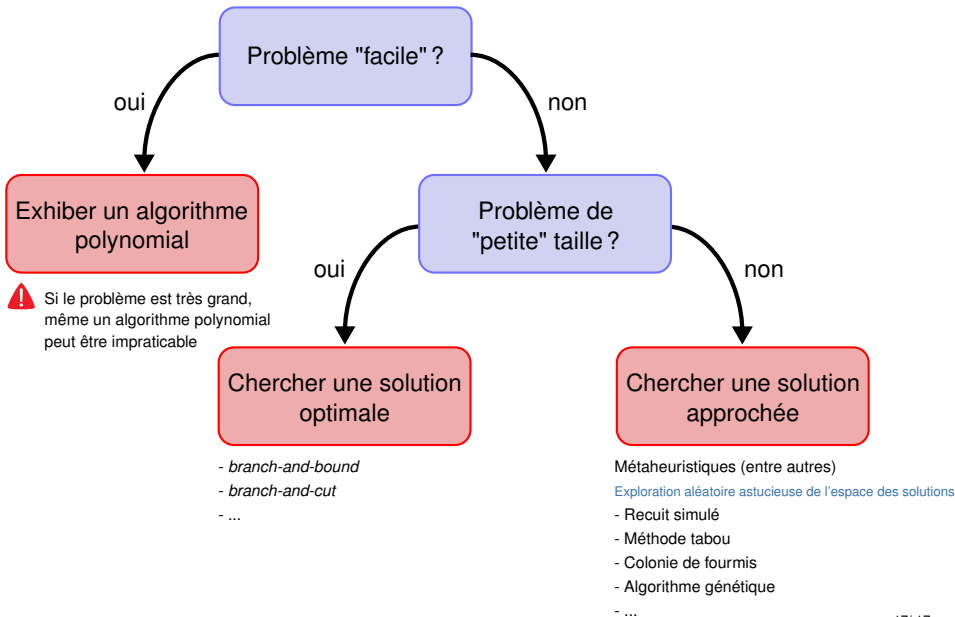 Problème "facile" ?
oui
non
Exhiber un algorithme
polynomial
Si le problème est très grand,
même un algorithme polynomial
peut être impraticable
Problème de
"petite" taille ?
oui
non
Chercher une solution
optimale
- branch-and-bound
- branch-and-cut
- ...
Chercher une solution
approchée
Métaheuristiques (entre autres)
Exploration aléatoire astucieuse de l'espace des solutions
- Recuit simulé
- Méthode tabou
- Colonie de fourmis
- Algorithme génétique
- ...